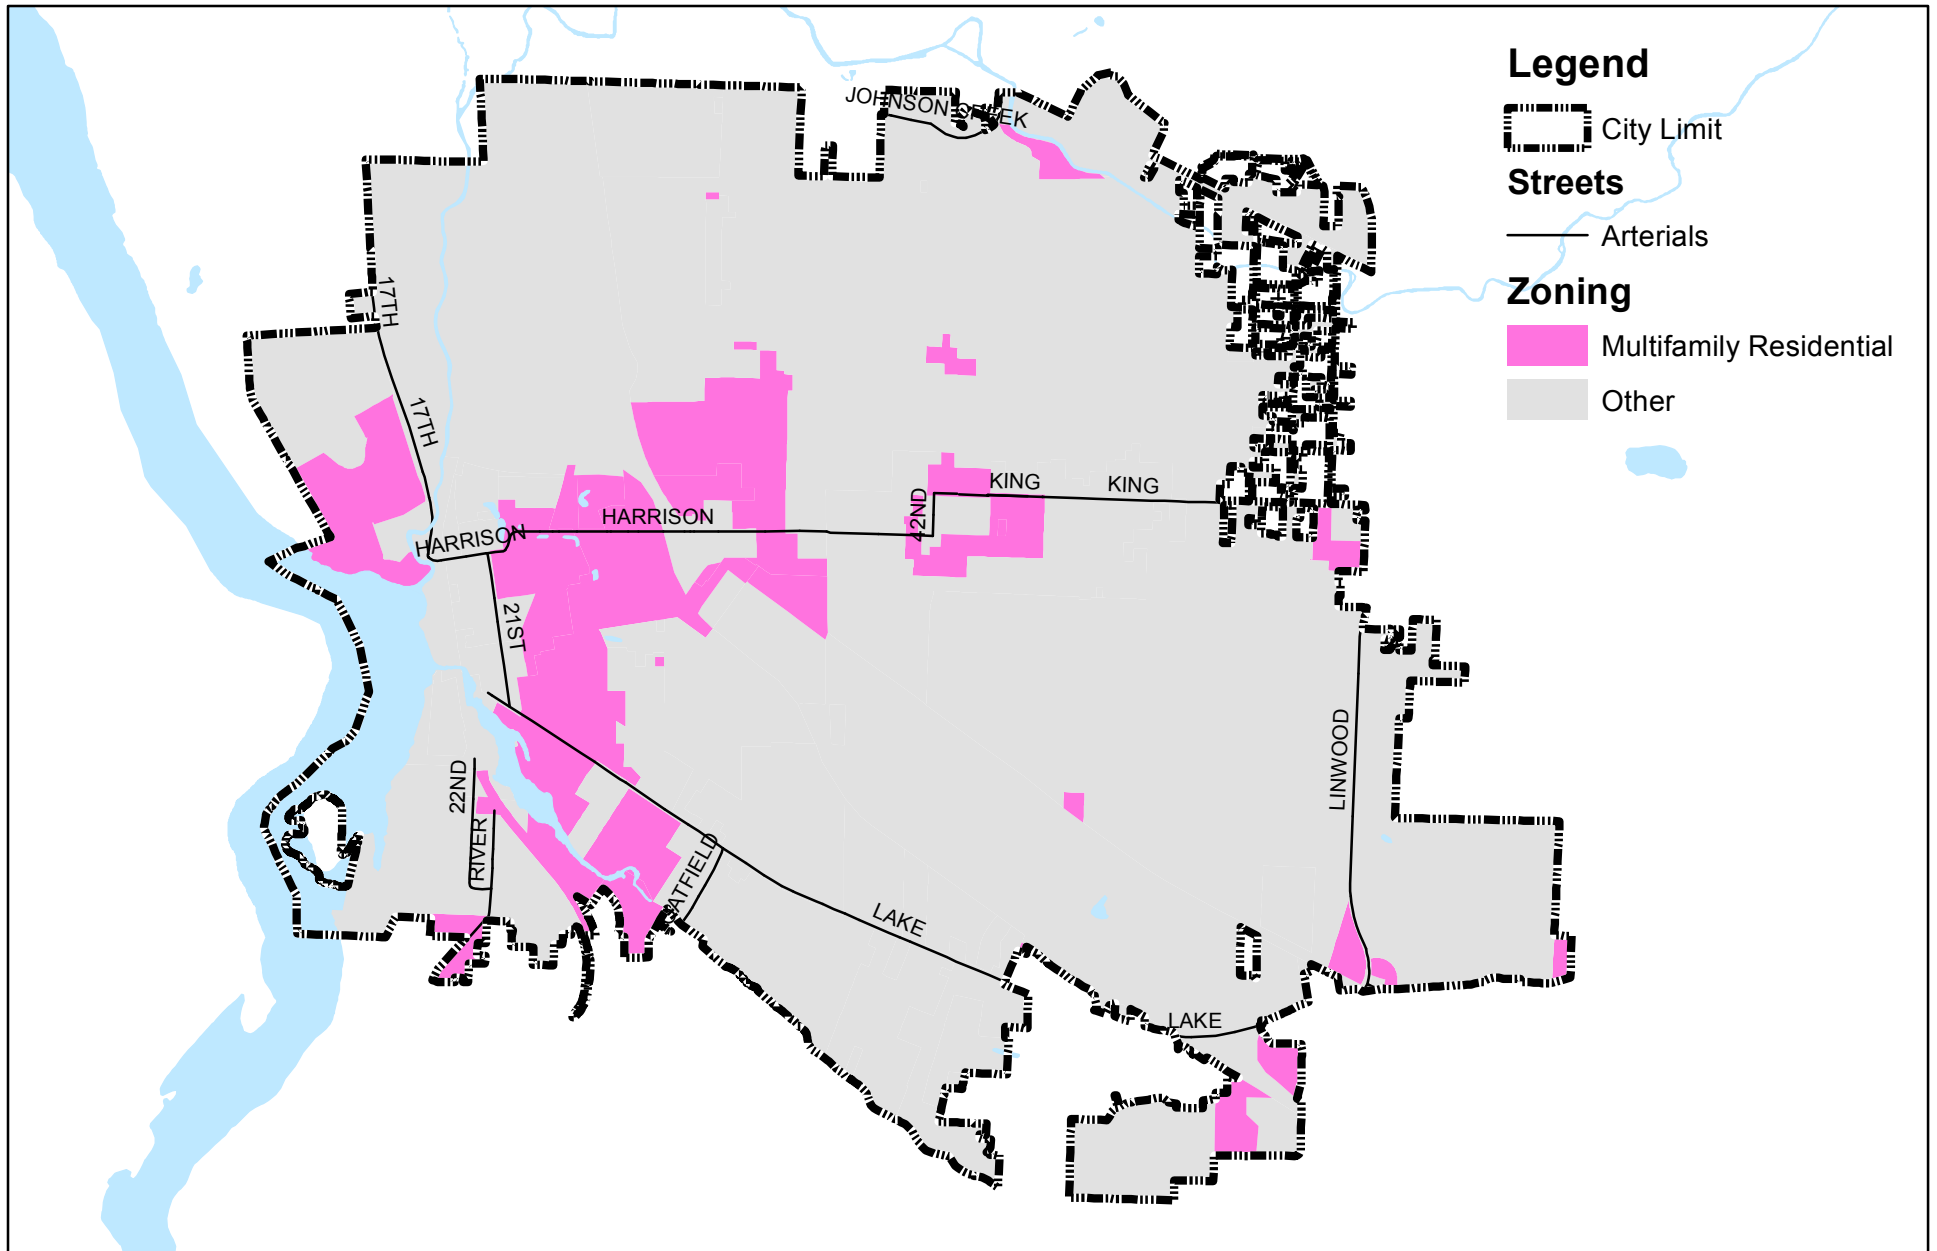 Legend
City Limit
Streets
Arterials
Zoning
Multifamily Residential
Other
JOHNSON CREEK
17TH
17TH
HARRISON
HARRISON
42ND
KING
KING
21ST
22ND
RIVER
LAKE
LINWOOD
LAKE